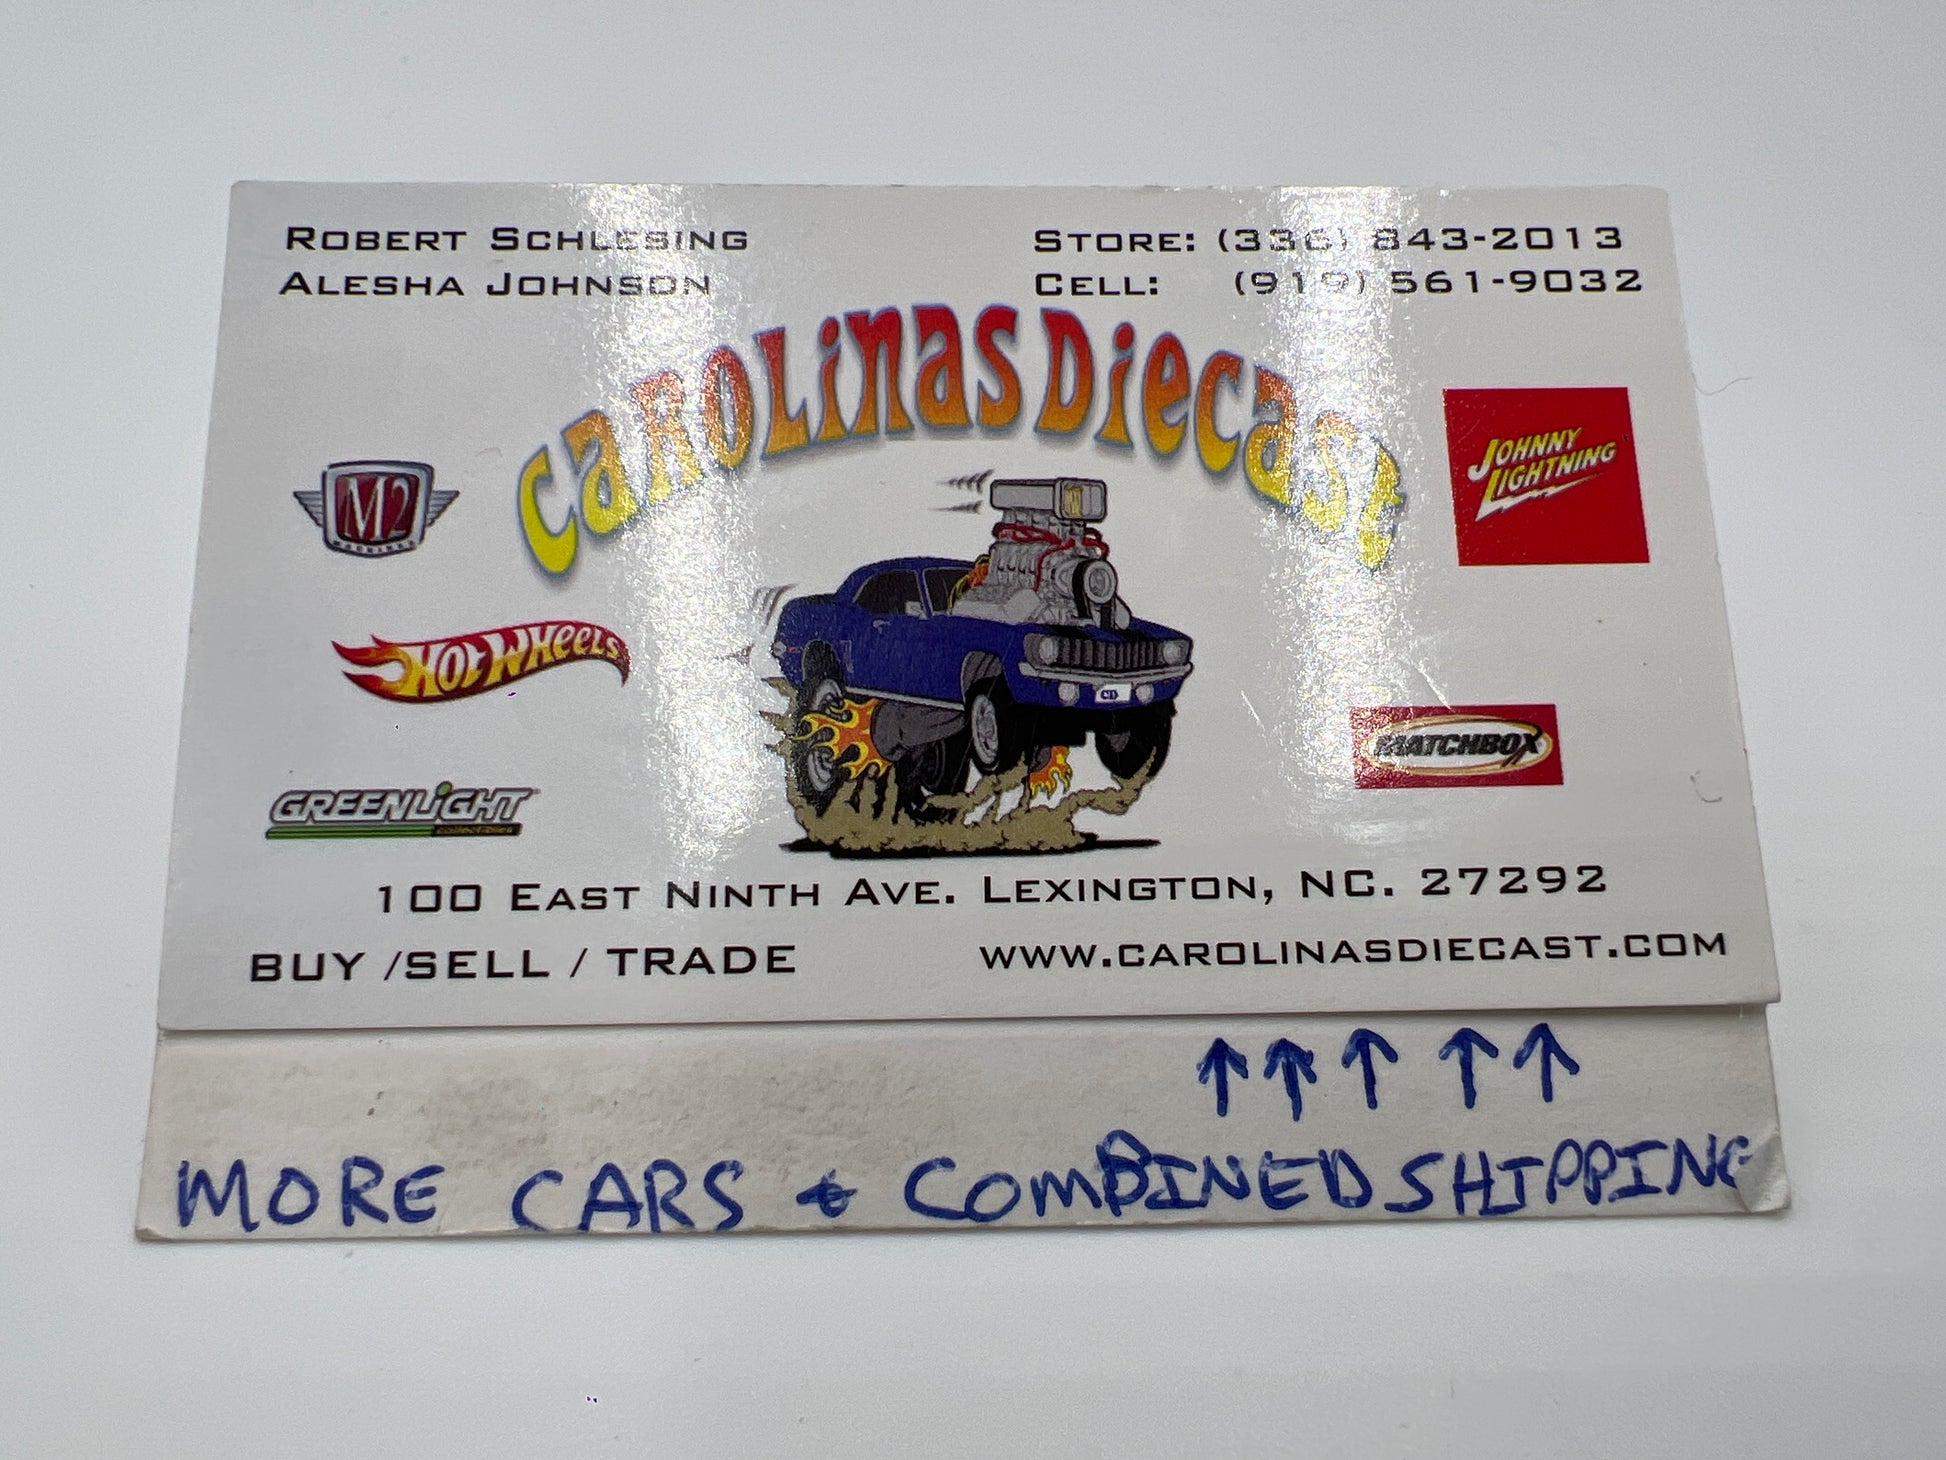 ROBERT SCHLESING
ALESHA JOHNSON
STORE: (336) 843-2013
CELL: (919) 561-9032
CAROLINAS DIECAST
M2
MACHINES
JOHNNY
LIGHTNING
HOT WHEELS
MATCHBOX
GREENLIGHT
COLLECTIBLES
100 EAST NINTH AVE. LEXINGTON, NC. 27292
BUY /SELL / TRADE
WWW.CAROLINASDIECAST.COM
MORE CARS & COMBINED SHIPPING